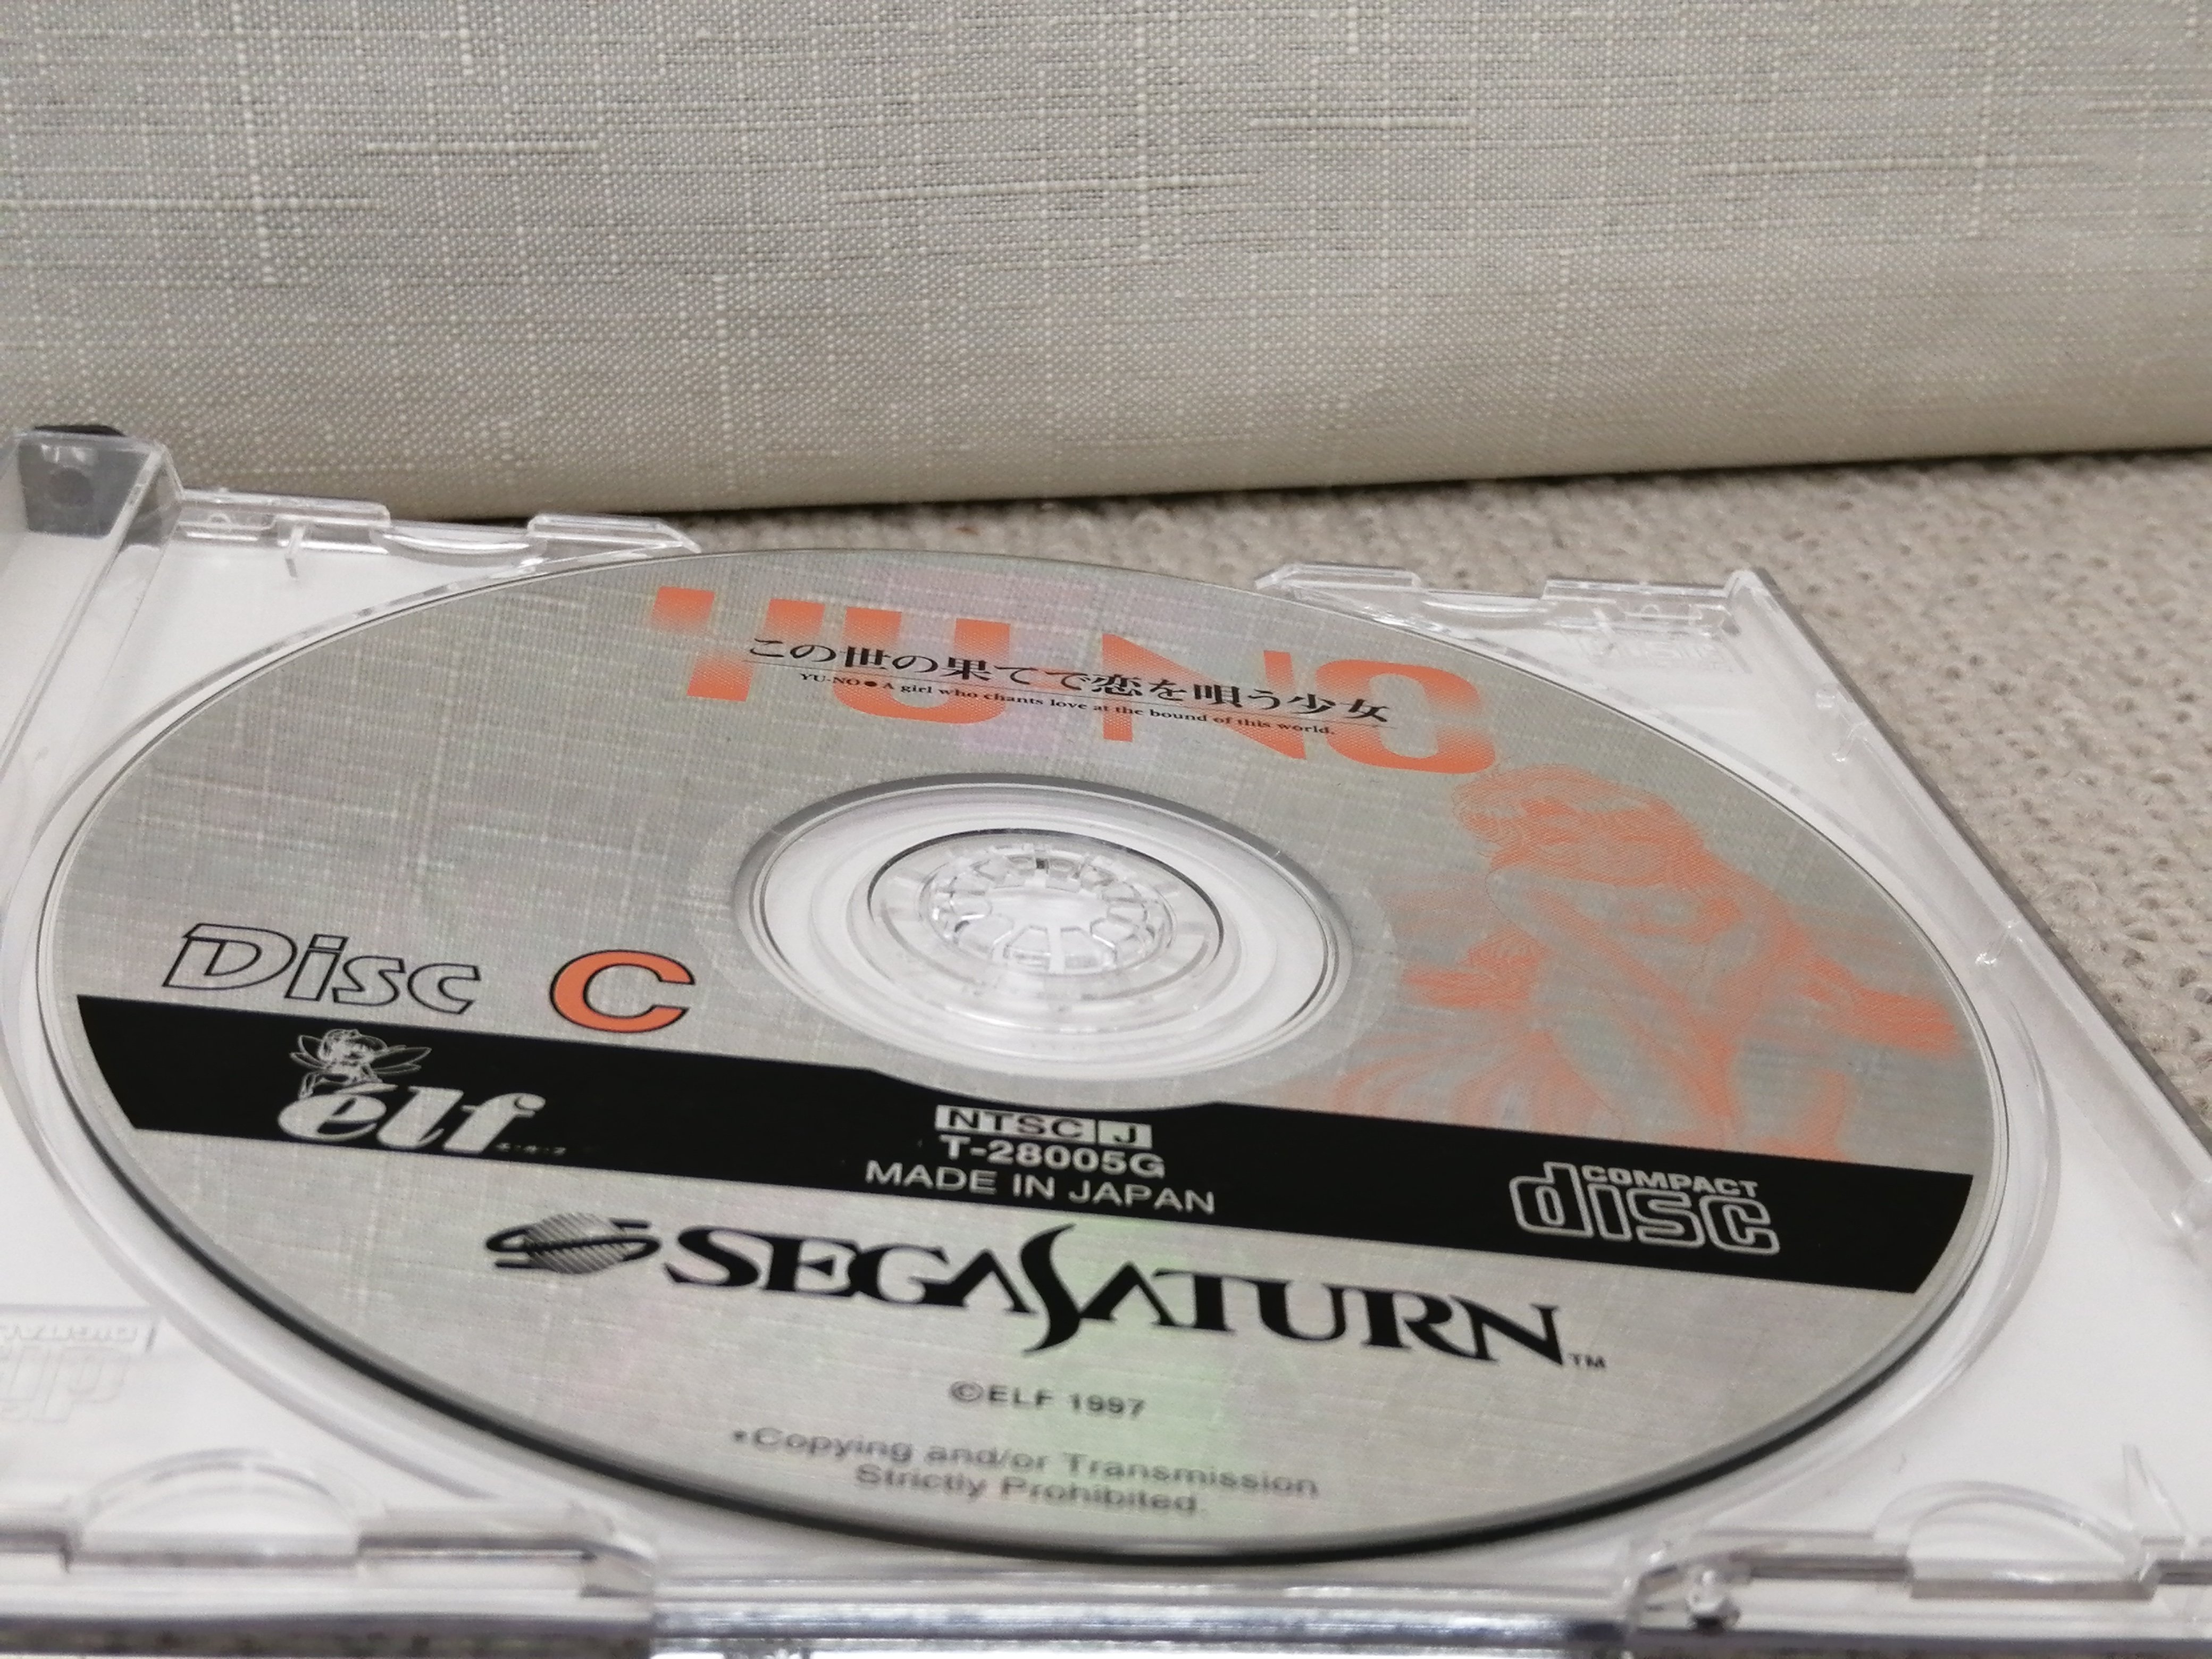 YU-NO
この世の果てで恋を唄う少女
YU-NO●A girl who chants love at the bound of this world.
Disc C
elf
NTSC J
T-28005G
MADE IN JAPAN
COMPACT
disc
SEGA SATURN™
©ELF 1997
*Copying and/or Transmission
Strictly Prohibited.